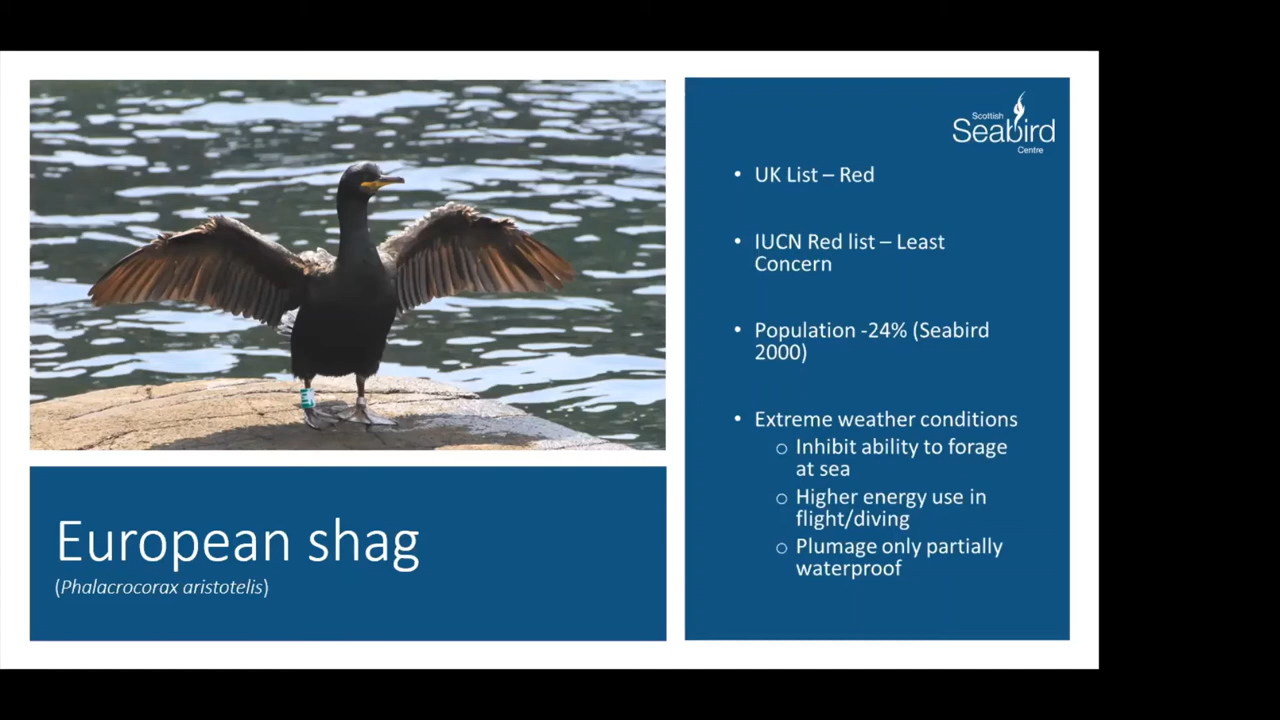 Scottish
Seabird
Centre
• UK List – Red
• IUCN Red list – Least
Concern
• Population -24% (Seabird
2000)
• Extreme weather conditions
o Inhibit ability to forage
at sea
o Higher energy use in
flight/diving
o Plumage only partially
waterproof
European shag
(Phalacrocorax aristotelis)